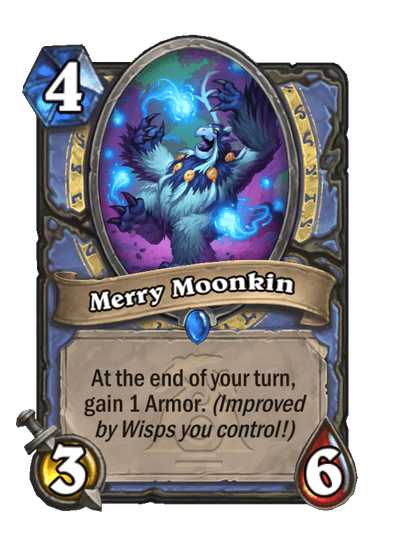 4
Merry Moonkin
At the end of your turn,
gain 1 Armor. (Improved
by Wisps you control!)
3
6